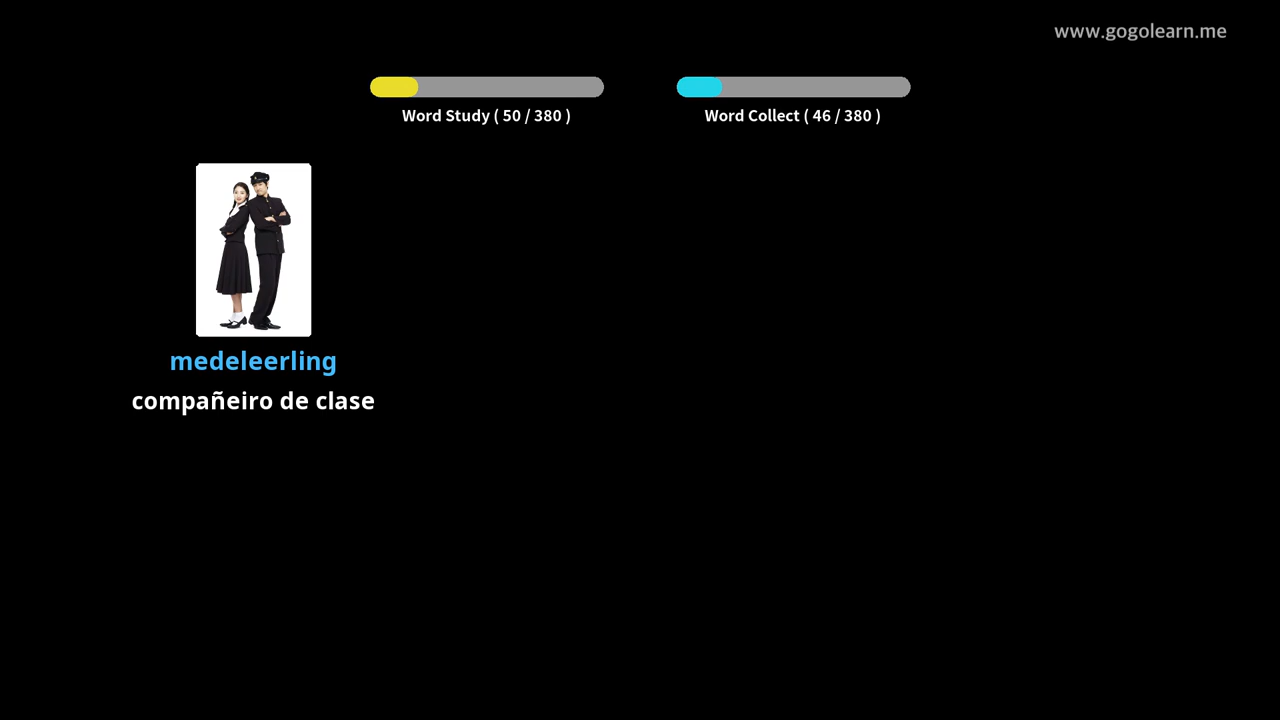 www.gogolearn.me
Word Study ( 50 / 380 )
Word Collect ( 46 / 380 )
medeleerling
compañeiro de clase